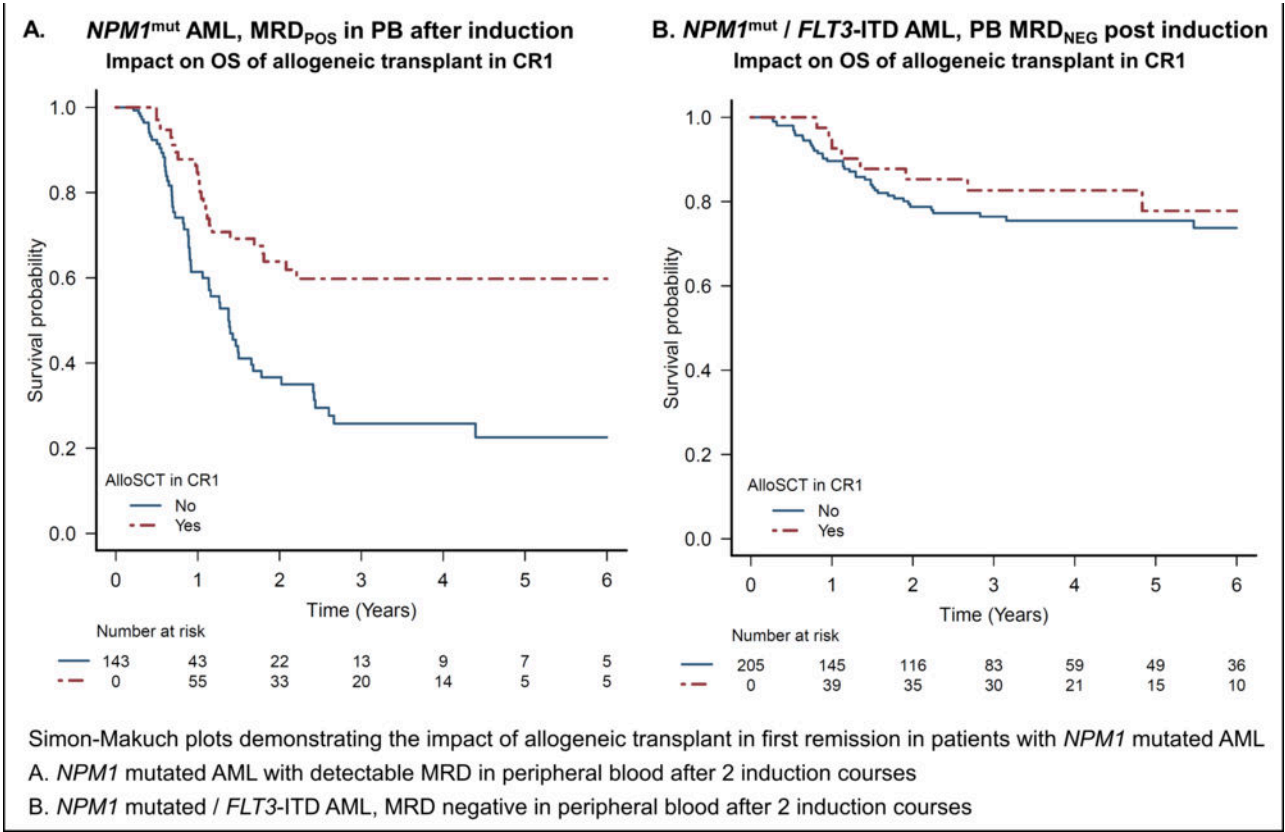 A. NPM1mut AML, MRDPOS in PB after induction
Impact on OS of allogeneic transplant in CR1
1.0
0.8
0.6
0.4
0.2
0.0
Survival probability
AlloSCT in CR1
No
Yes
0 1 2 3 4 5 6
Time (Years)
Number at risk
143 43 22 13 9 7 5
0 55 33 20 14 5 5
B. NPM1mut / FLT3-ITD AML, PB MRDNEG post induction
Impact on OS of allogeneic transplant in CR1
1.0
0.8
0.6
0.4
0.2
0.0
Survival probability
AlloSCT in CR1
No
Yes
0 1 2 3 4 5 6
Time (Years)
Number at risk
205 145 116 83 59 49 36
0 39 35 30 21 15 10
Simon-Makuch plots demonstrating the impact of allogeneic transplant in first remission in patients with NPM1 mutated AML
A. NPM1 mutated AML with detectable MRD in peripheral blood after 2 induction courses
B. NPM1 mutated / FLT3-ITD AML, MRD negative in peripheral blood after 2 induction courses